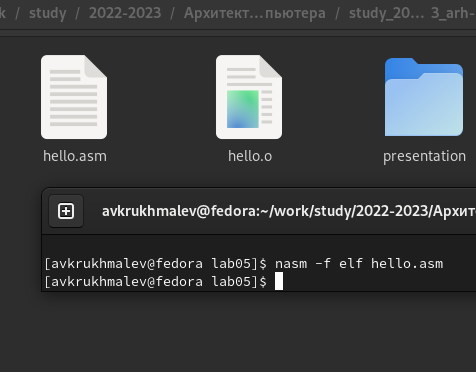 k / study / 2022-2023 / Архитект…пьютера / study_20… 3_arh-
hello.asm
hello.o
presentation
avkrukhmalev@fedora:~/work/study/2022-2023/Архите
[avkrukhmalev@fedora lab05]$ nasm -f elf hello.asm
[avkrukhmalev@fedora lab05]$